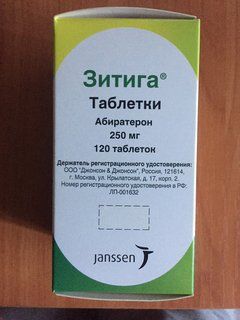 Зитига®
Таблетки
Абиратерон
250 мг
120 таблеток
Держатель регистрационного удостоверения:
ООО "Джонсон & Джонсон", Россия, 121614,
г. Москва, ул. Крылатская, д. 17, корп. 2.
Номер регистрационного удостоверения в РФ:
ЛП-001632
janssen